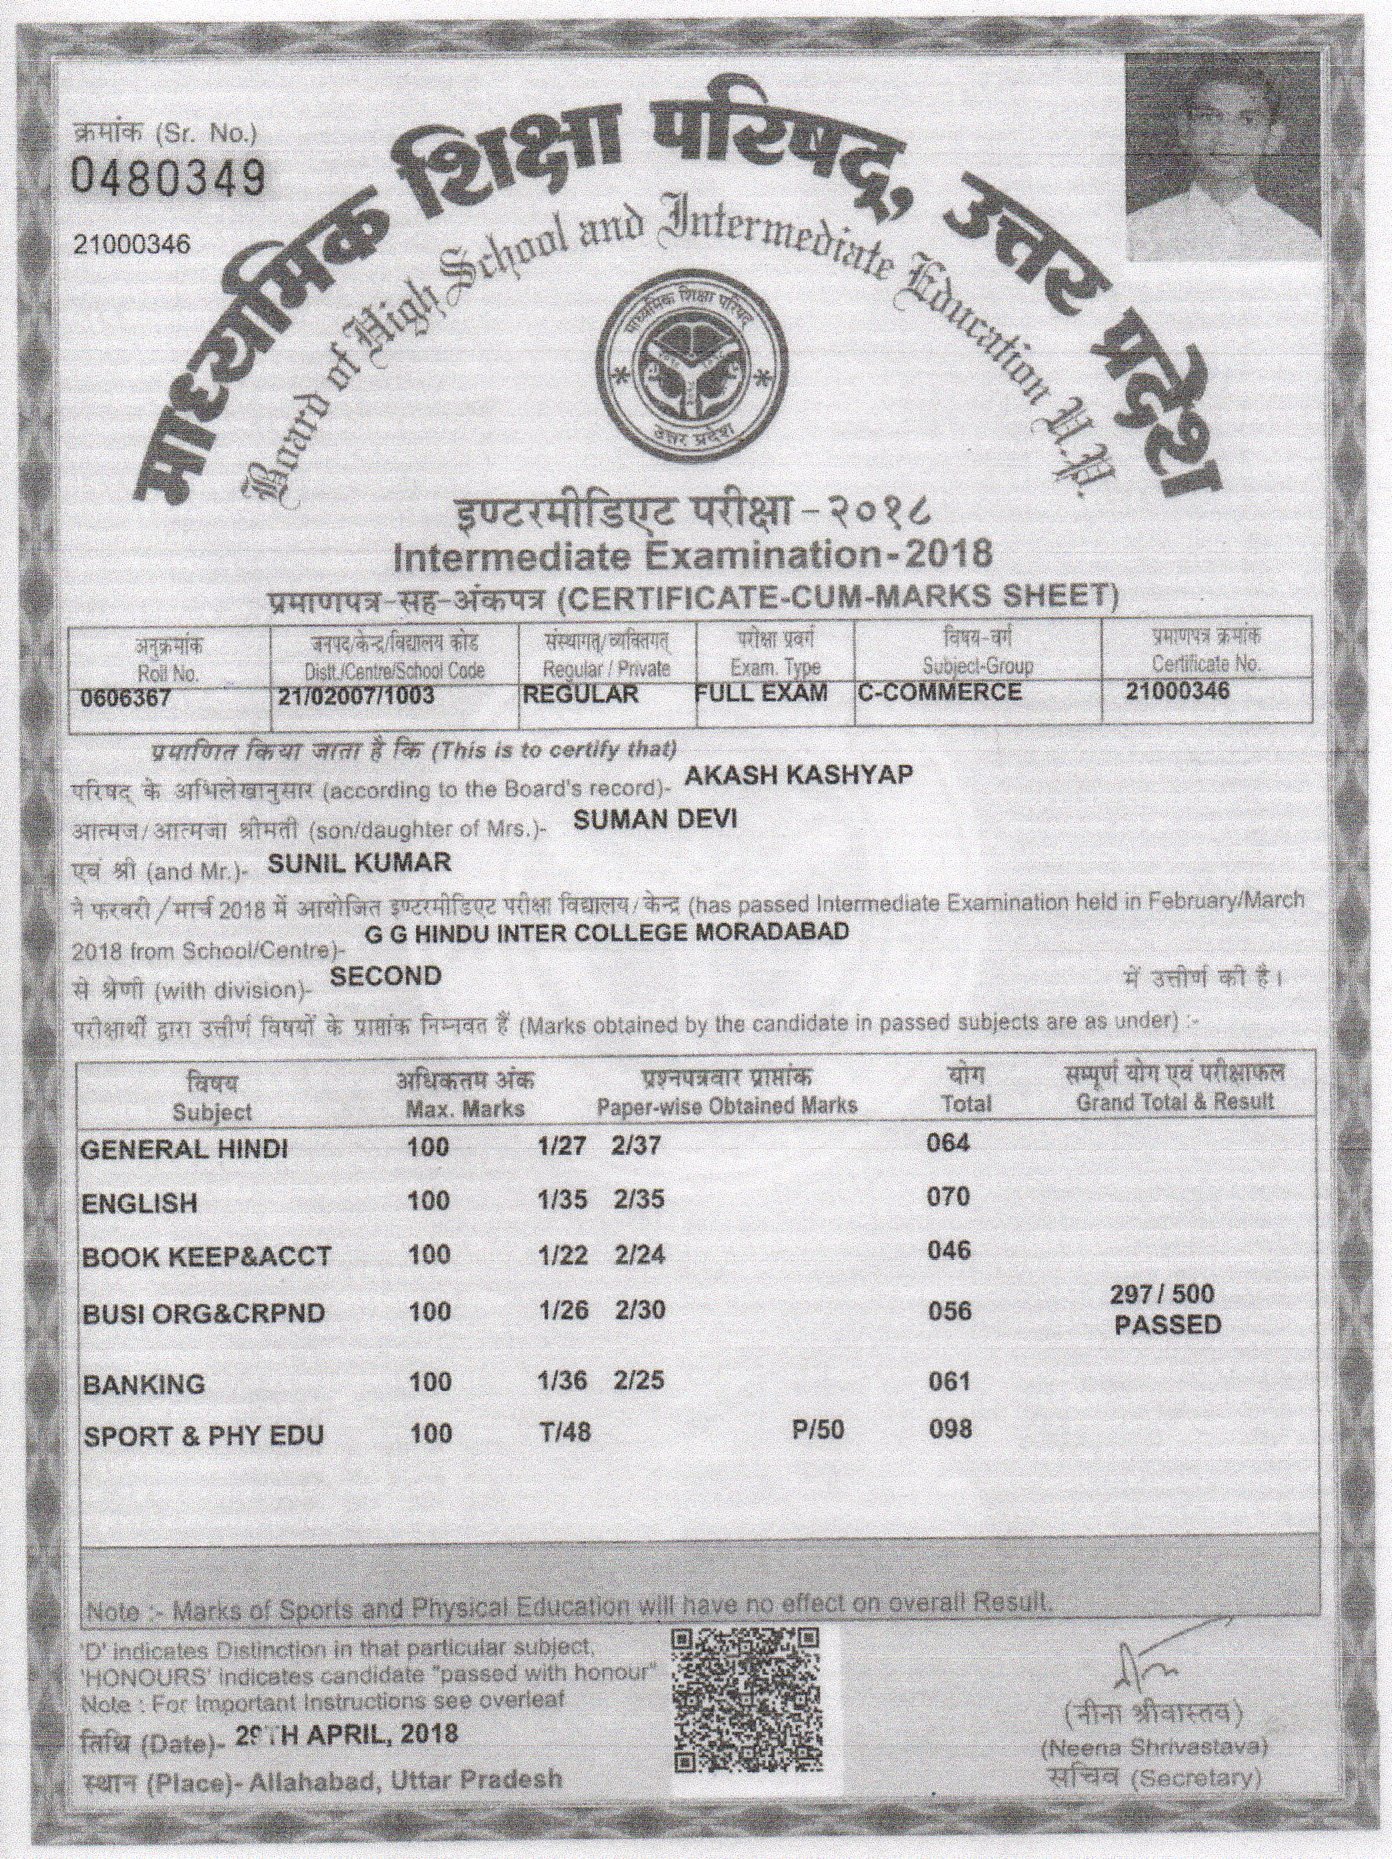 क्रमांक (Sr. No.)
0480349
21000346
माध्यमिक शिक्षा परिषद्, उत्तर प्रदेश
Board of High School and Intermediate Education U.P.
माध्यमिक शिक्षा परिषद्
उत्तर प्रदेश
इण्टरमीडिएट परीक्षा - २०१८
Intermediate Examination - 2018
प्रमाणपत्र-सह-अंकपत्र (CERTIFICATE-CUM-MARKS SHEET)
अनुक्रमांक जनपद/केन्द्र/विद्यालय कोड संस्थागत/व्यक्तिगत परीक्षा प्रवर्ग विषय-वर्ग प्रमाणपत्र क्रमांक
Roll No. Distt./Centre/School Code Regular / Private Exam. Type Subject-Group Certificate No.
0606367 21/02007/1003 REGULAR FULL EXAM C-COMMERCE 21000346
प्रमाणित किया जाता है कि (This is to certify that)
परिषद् के अभिलेखानुसार (according to the Board's record)- AKASH KASHYAP
आत्मज/आत्मजा श्रीमती (son/daughter of Mrs.)- SUMAN DEVI
एवं श्री (and Mr.)- SUNIL KUMAR
ने फरवरी/मार्च 2018 में आयोजित इण्टरमीडिएट परीक्षा विद्यालय/केन्द्र (has passed Intermediate Examination held in February/March
2018 from School/Centre)- G G HINDU INTER COLLEGE MORADABAD
से श्रेणी (with division)- SECOND में उत्तीर्ण की है।
परीक्षार्थी द्वारा उत्तीर्ण विषयों के प्राप्तांक निम्नवत हैं (Marks obtained by the candidate in passed subjects are as under) :-
विषय अधिकतम अंक प्रश्नपत्रवार प्राप्तांक योग सम्पूर्ण योग एवं परीक्षाफल
Subject Max. Marks Paper-wise Obtained Marks Total Grand Total & Result
GENERAL HINDI 100 1/27 2/37 064
ENGLISH 100 1/35 2/35 070
BOOK KEEP&ACCT 100 1/22 2/24 046
BUSI ORG&CRPND 100 1/26 2/30 056 297 / 500
PASSED
BANKING 100 1/36 2/25 061
SPORT & PHY EDU 100 T/48 P/50 098
Note :- Marks of Sports and Physical Education will have no effect on overall Result.
'D' indicates Distinction in that particular subject,
'HONOURS' indicates candidate "passed with honour"
Note : For Important Instructions see overleaf
तिथि (Date)- 29TH APRIL, 2018
स्थान (Place)- Allahabad, Uttar Pradesh
(नीना श्रीवास्तव)
(Neena Shrivastava)
सचिव (Secretary)